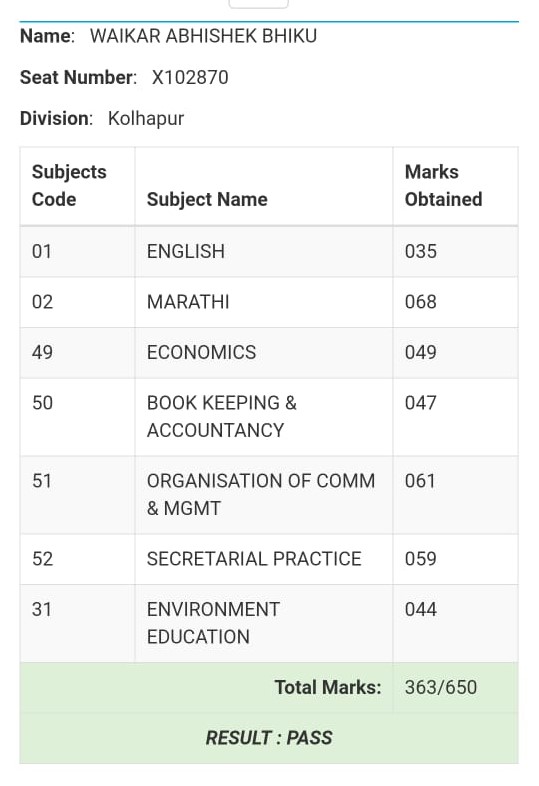 Name: WAIKAR ABHISHEK BHIKU
Seat Number: X102870
Division: Kolhapur
Subjects Code Subject Name Marks Obtained
01 ENGLISH 035
02 MARATHI 068
49 ECONOMICS 049
50 BOOK KEEPING & 047
ACCOUNTANCY
51 ORGANISATION OF COMM 061
& MGMT
52 SECRETARIAL PRACTICE 059
31 ENVIRONMENT 044
EDUCATION
Total Marks: 363/650
RESULT : PASS